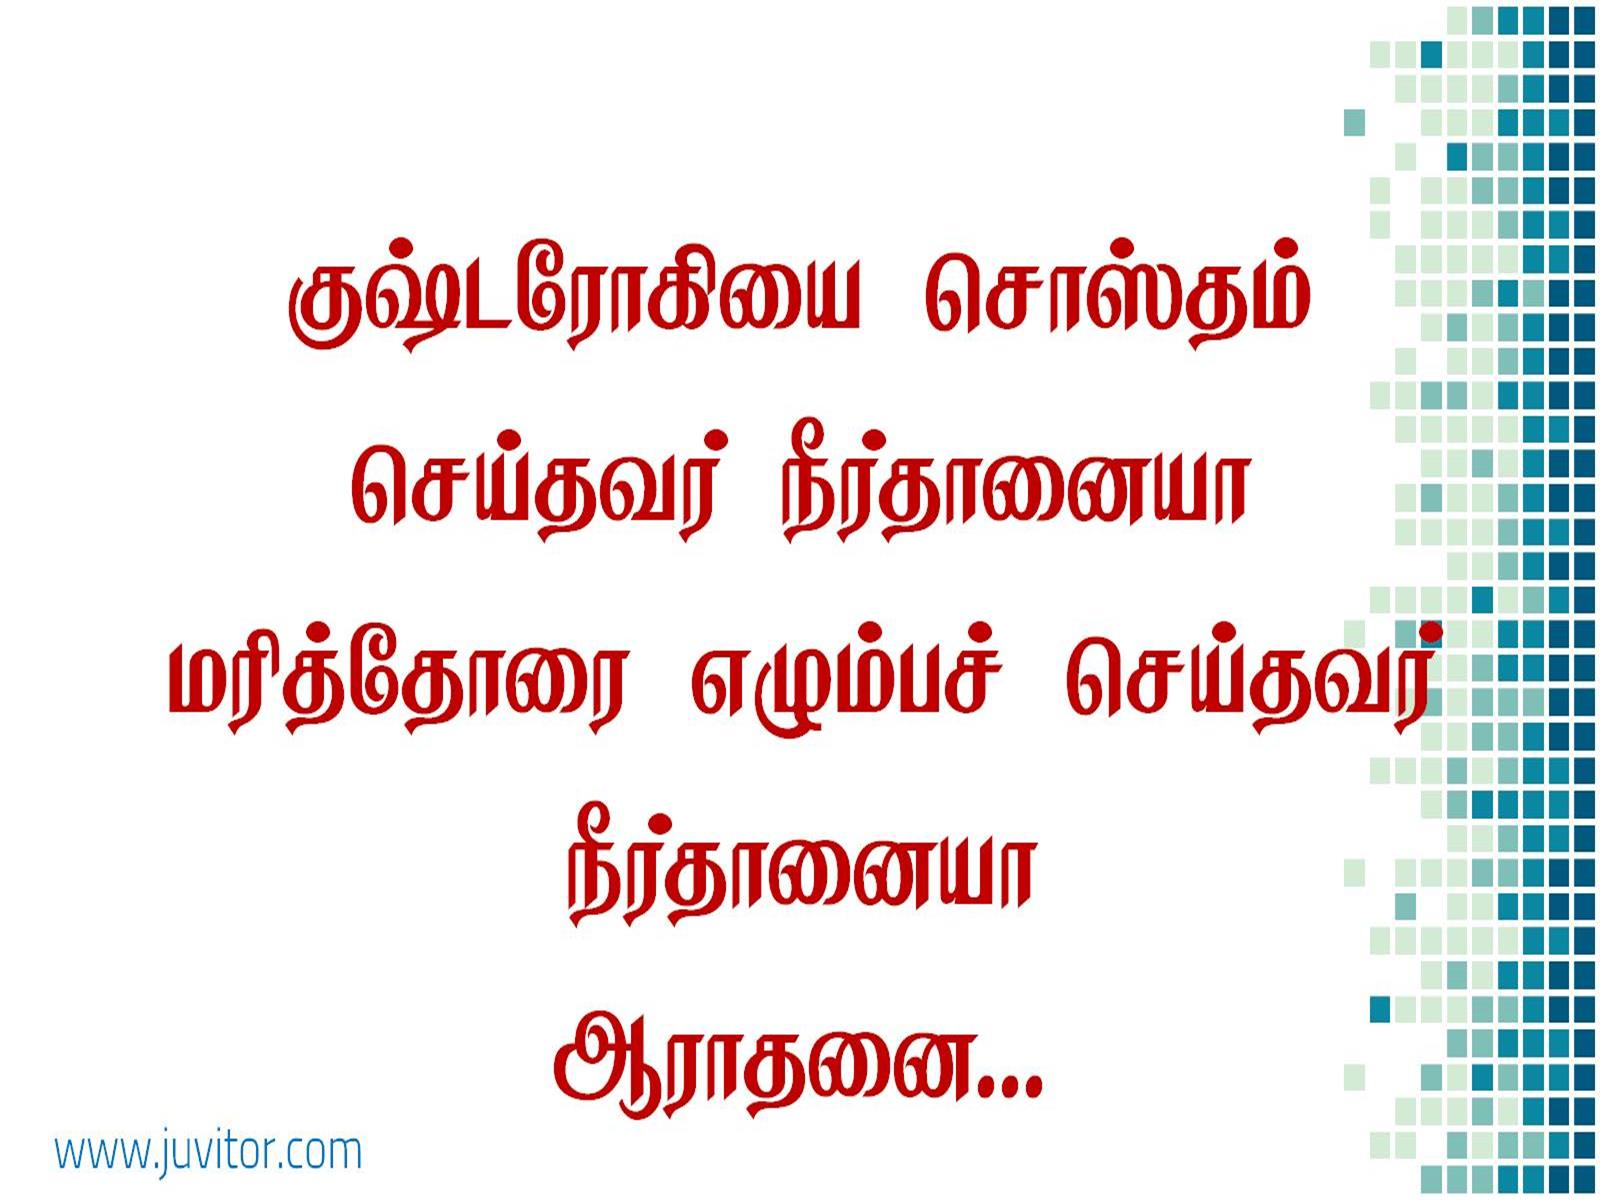 குஷ்டரோகியை சொஸ்தம்
செய்தவர் நீர்தானையா
மரித்தோரை எழும்பச் செய்தவர்
நீர்தானையா
ஆராதனை...
www.juvitor.com